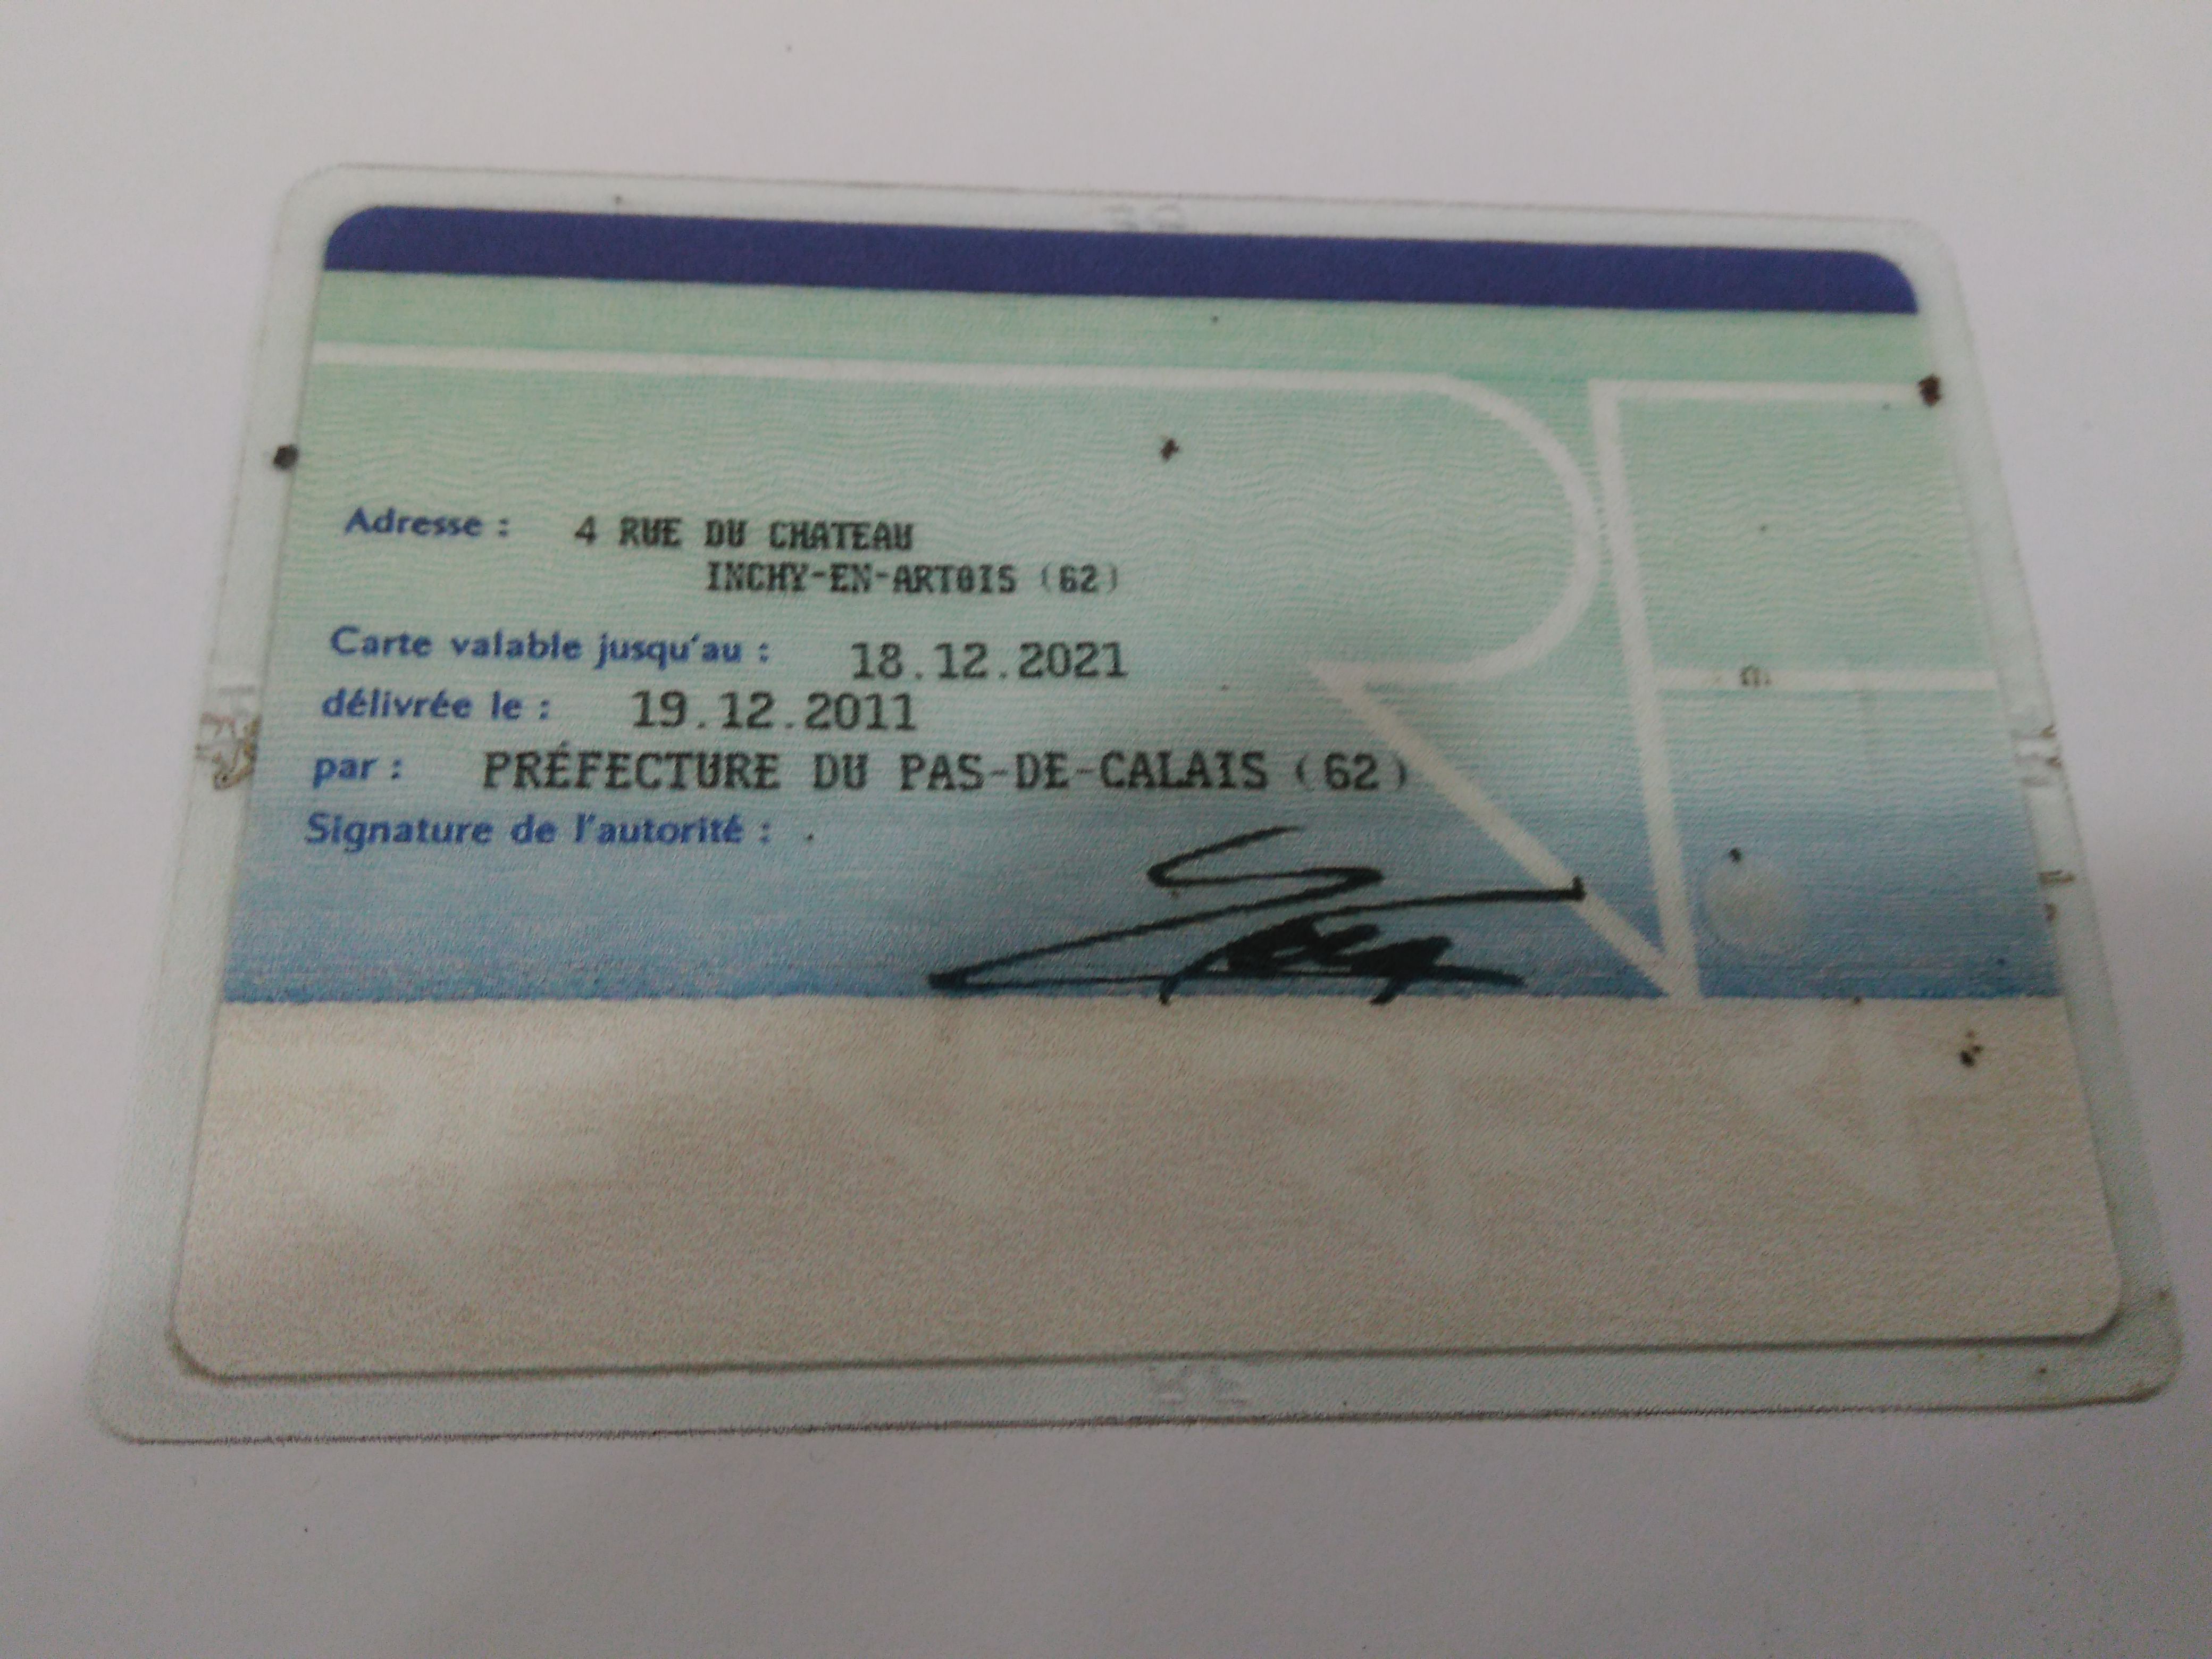 Adresse : 4 RUE DU CHATEAU
INCHY-EN-ARTOIS (62)
Carte valable jusqu'au : 18.12.2021
délivrée le : 19.12.2011
par : PRÉFECTURE DU PAS-DE-CALAIS (62)
Signature de l'autorité :